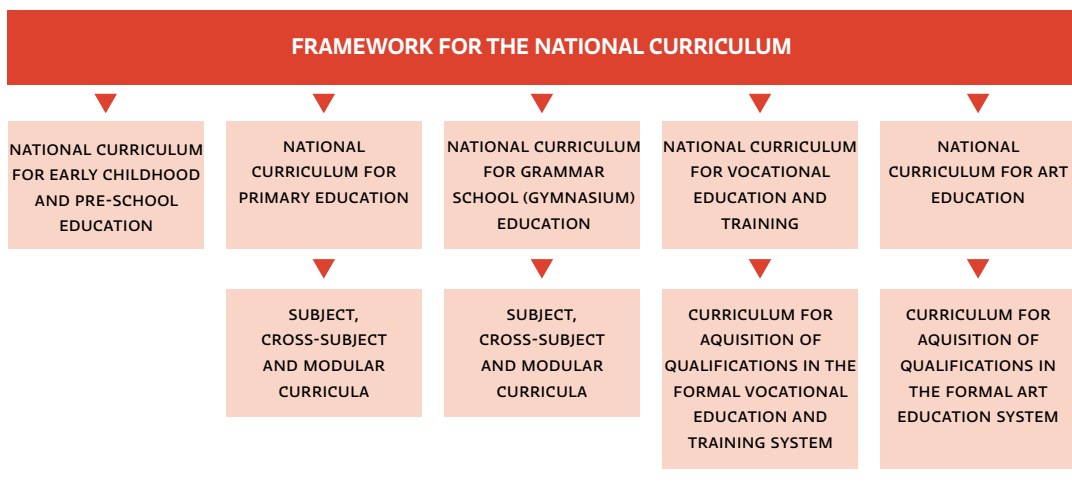 FRAMEWORK FOR THE NATIONAL CURRICULUM
NATIONAL CURRICULUM
FOR EARLY CHILDHOOD
AND PRE-SCHOOL
EDUCATION
NATIONAL
CURRICULUM FOR
PRIMARY EDUCATION
NATIONAL CURRICULUM
FOR GRAMMAR
SCHOOL (GYMNASIUM)
EDUCATION
NATIONAL CURRICULUM
FOR VOCATIONAL
EDUCATION AND
TRAINING
NATIONAL
CURRICULUM FOR ART
EDUCATION
SUBJECT,
CROSS-SUBJECT
AND MODULAR
CURRICULA
SUBJECT,
CROSS-SUBJECT
AND MODULAR
CURRICULA
CURRICULUM FOR
AQUISITION OF
QUALIFICATIONS IN THE
FORMAL VOCATIONAL
EDUCATION AND
TRAINING SYSTEM
CURRICULUM FOR
AQUISITION OF
QUALIFICATIONS IN
THE FORMAL ART
EDUCATION SYSTEM